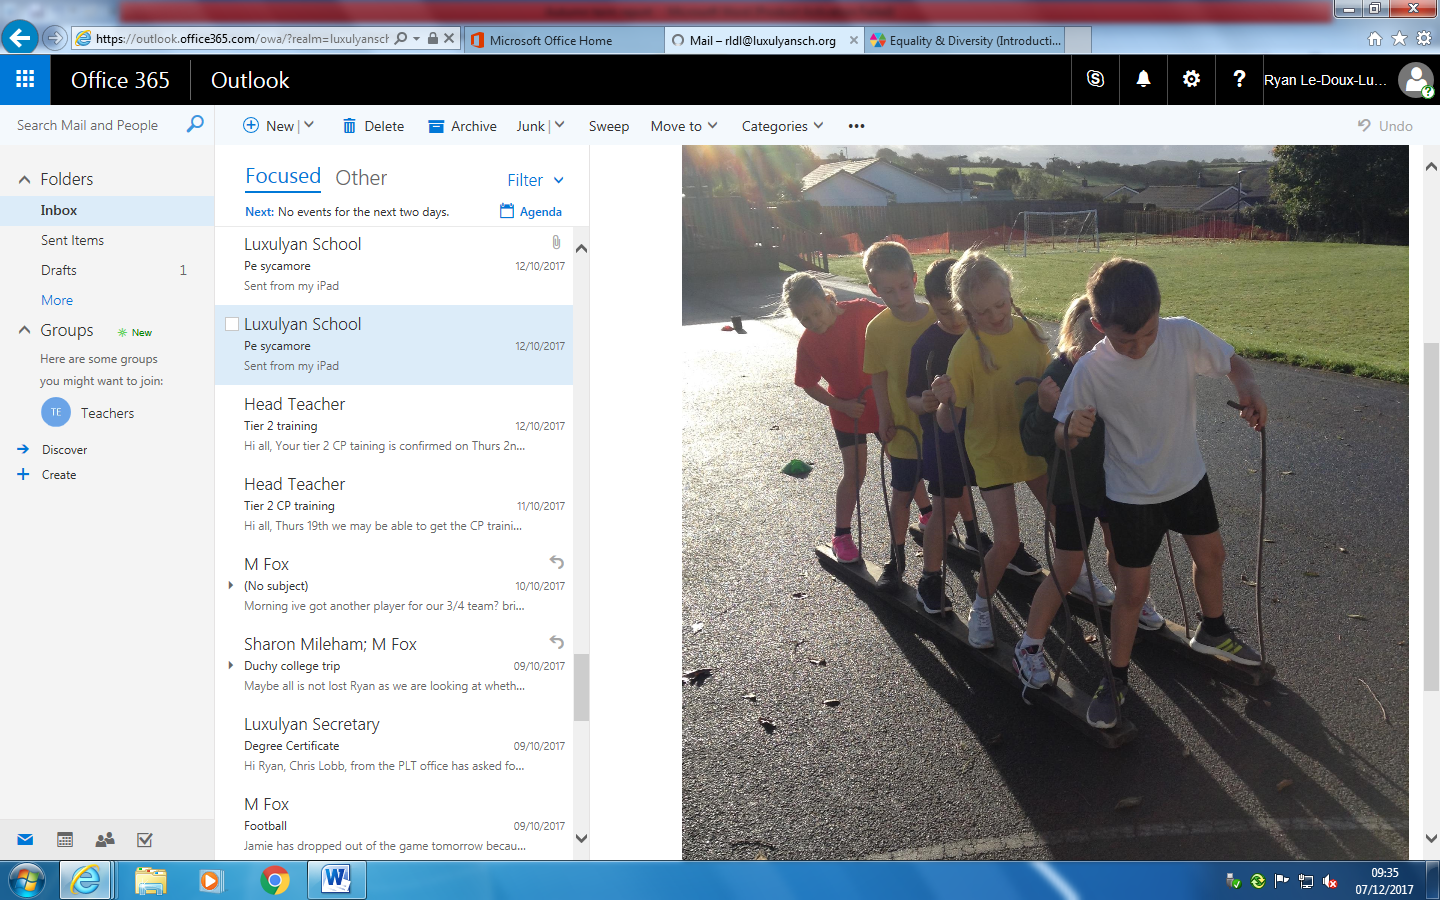 https://outlook.office365.com/owa/?realm=luxulyansch
Microsoft Office Home
Mail – rldl@luxulyansch.org
Equality & Diversity (Introducti...
Office 365
Outlook
Ryan Le-Doux-Lu...
Search Mail and People
New
Delete
Archive
Junk
Sweep
Move to
Categories
Undo
Folders
Inbox
Sent Items
Drafts 1
More
Groups New
Here are some groups
you might want to join:
TE Teachers
Discover
Create
Focused Other Filter
Next: No events for the next two days. Agenda
Luxulyan School
Pe sycamore 12/10/2017
Sent from my iPad
Luxulyan School
Pe sycamore 12/10/2017
Sent from my iPad
Head Teacher
Tier 2 training 12/10/2017
Hi all, Your tier 2 CP taining is confirmed on Thurs 2n...
Head Teacher
Tier 2 CP training 11/10/2017
Hi all, Thurs 19th we may be able to get the CP traini...
M Fox
(No subject) 10/10/2017
Morning ive got another player for our 3/4 team? bri...
Sharon Mileham; M Fox
Duchy college trip 09/10/2017
Maybe all is not lost Ryan as we are looking at wheth...
Luxulyan Secretary
Degree Certificate 09/10/2017
Hi Ryan, Chris Lobb, from the PLT office has asked fo...
M Fox
Football 09/10/2017
Jamie has dropped out of the game tomorrow becau...
09:35
07/12/2017